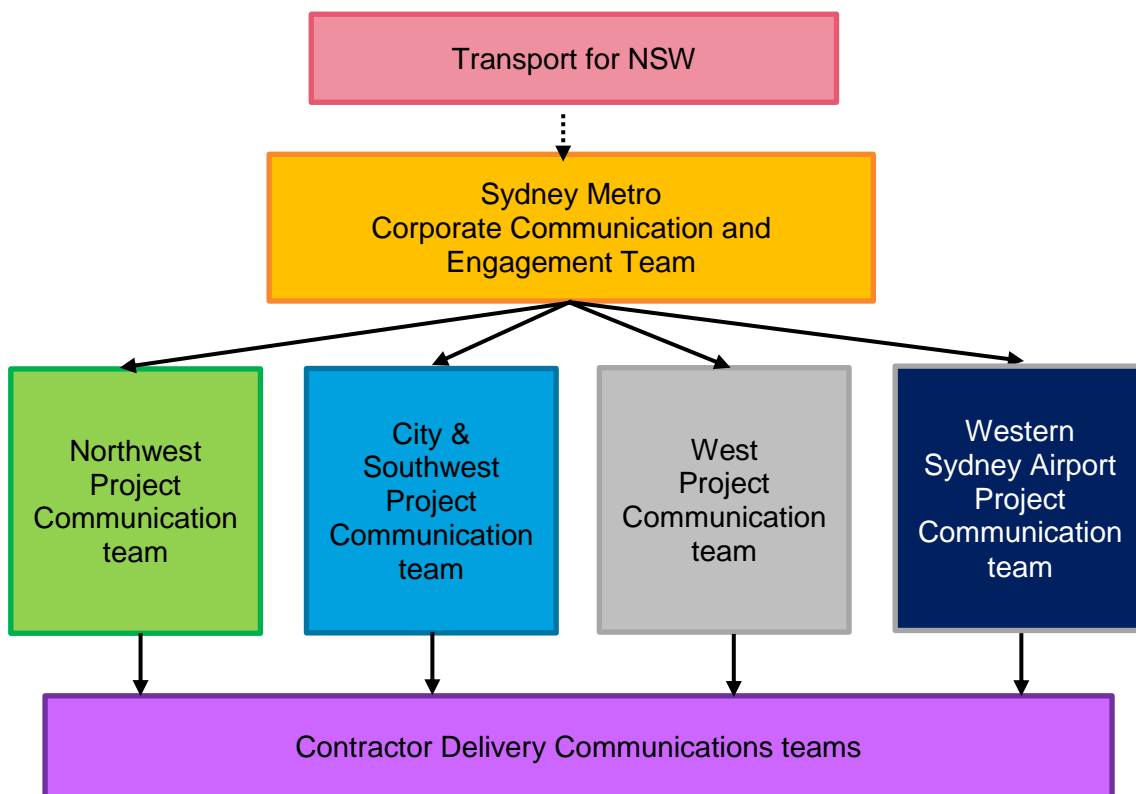 Transport for NSW
Sydney Metro
Corporate Communication and
Engagement Team
Northwest
Project
Communication
team
City &
Southwest
Project
Communication
team
West
Project
Communication
team
Western
Sydney Airport
Project
Communication
team
Contractor Delivery Communications teams